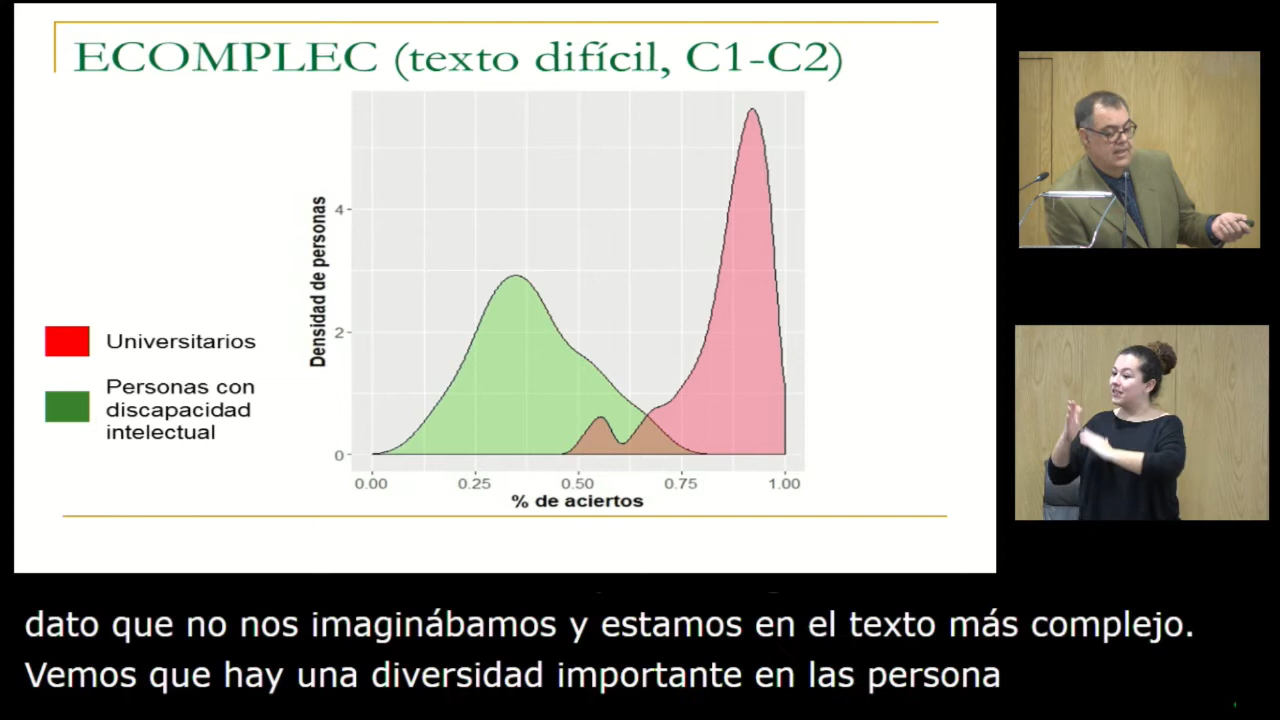 ECOMPLEC (texto difícil, C1-C2)
Universitarios
Personas con
discapacidad
intelectual
Densidad de personas
4
2
0
0.00 0.25 0.50 0.75 1.00
% de aciertos
dato que no nos imaginábamos y estamos en el texto más complejo.
Vemos que hay una diversidad importante en las persona